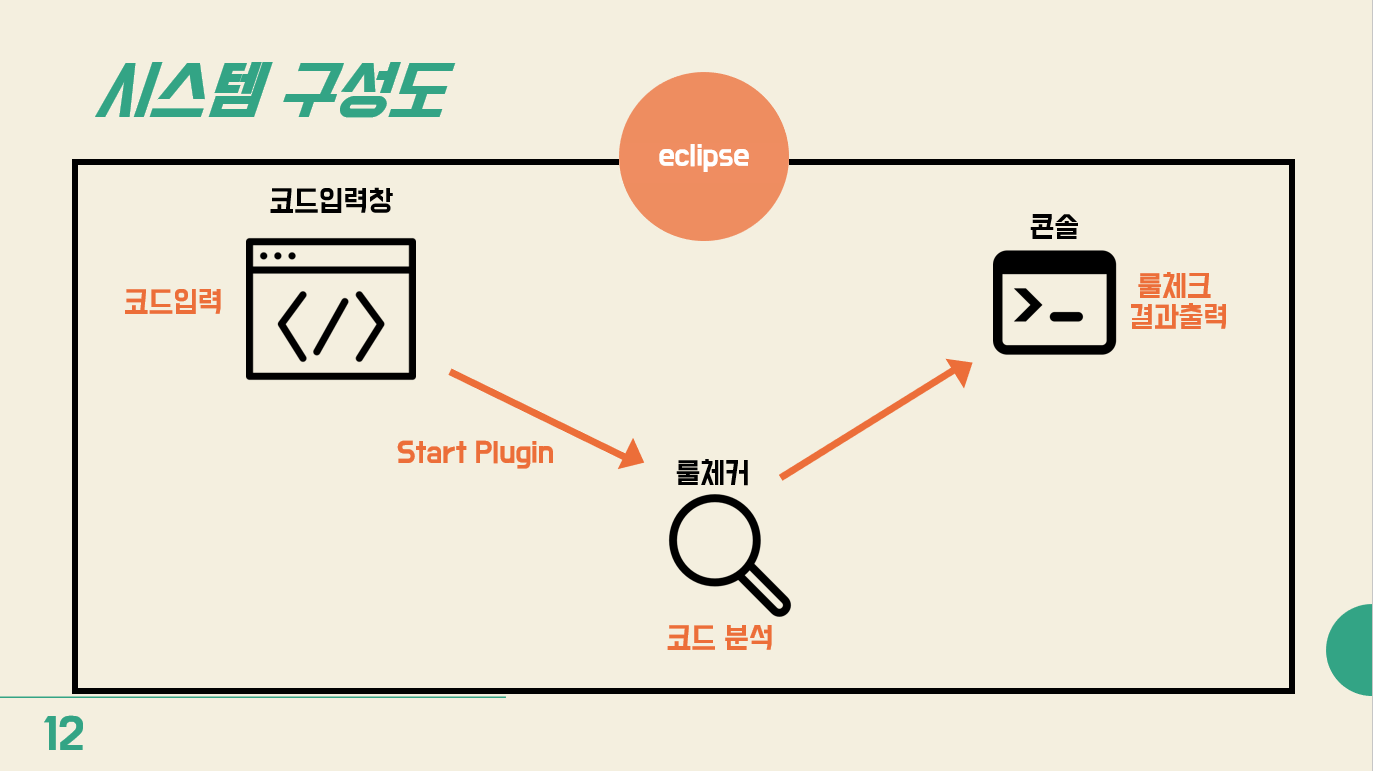 시스템 구성도
eclipse
코드입력창
코드입력
콘솔
룰체크
결과출력
Start Plugin
룰체커
코드 분석
12